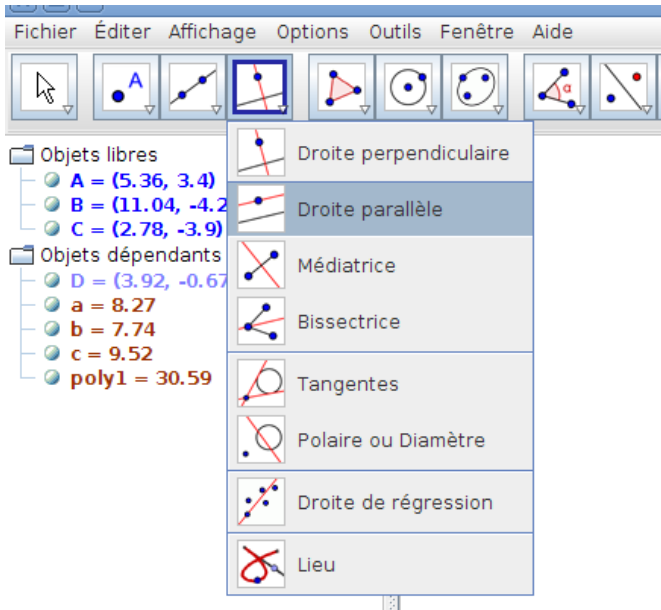 Fichier Éditer Affichage Options Outils Fenêtre Aide
A
α
Objets libres
A = (5.36, 3.4)
B = (11.04, -4.2
C = (2.78, -3.9)
Objets dépendants
D = (3.92, -0.67
a = 8.27
b = 7.74
c = 9.52
poly1 = 30.59
Droite perpendiculaire
Droite parallèle
Médiatrice
Bissectrice
Tangentes
Polaire ou Diamètre
Droite de régression
Lieu